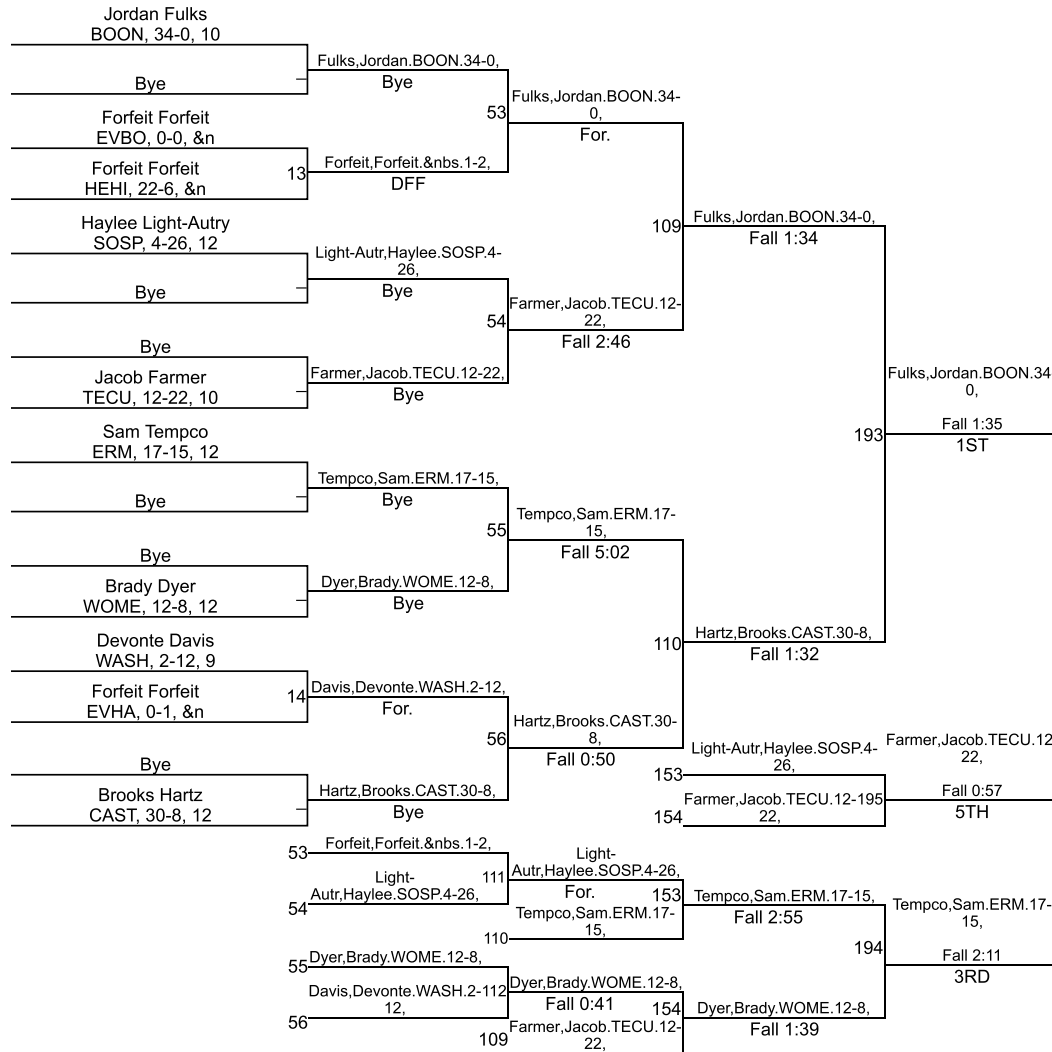 Jordan Fulks
BOON, 34-0, 10
Bye
Fulks,Jordan.BOON.34-0,
Bye
Forfeit Forfeit
EVBO, 0-0, &n
Forfeit Forfeit
HEHI, 22-6, &n
13
Forfeit,Forfeit.&nbs.1-2,
DFF
53
Fulks,Jordan.BOON.34-
0,
For.
Haylee Light-Autry
SOSP, 4-26, 12
Bye
Light-Autr,Haylee.SOSP.4-
26,
Bye
Bye
Jacob Farmer
TECU, 12-22, 10
Farmer,Jacob.TECU.12-22,
Bye
54
Farmer,Jacob.TECU.12-
22,
Fall 2:46
109
Fulks,Jordan.BOON.34-0,
Fall 1:34
Sam Tempco
ERM, 17-15, 12
Bye
Tempco,Sam.ERM.17-15,
Bye
Bye
Brady Dyer
WOME, 12-8, 12
Dyer,Brady.WOME.12-8,
Bye
55
Tempco,Sam.ERM.17-
15,
Fall 5:02
Devonte Davis
WASH, 2-12, 9
Forfeit Forfeit
EVHA, 0-1, &n
14
Davis,Devonte.WASH.2-12,
For.
Bye
Brooks Hartz
CAST, 30-8, 12
Hartz,Brooks.CAST.30-8,
Bye
56
Hartz,Brooks.CAST.30-
8,
Fall 0:50
110
Hartz,Brooks.CAST.30-8,
Fall 1:32
193
Fulks,Jordan.BOON.34
0,
Fall 1:35
1ST
153
Light-Autr,Haylee.SOSP.4-
26,
154
Farmer,Jacob.TECU.12-195
22,
Farmer,Jacob.TECU.12
22,
Fall 0:57
5TH
53
Forfeit,Forfeit.&nbs.1-2,
54
Light-
Autr,Haylee.SOSP.4-26,
111
Light-
Autr,Haylee.SOSP.4-26,
For.
110
Tempco,Sam.ERM.17-
15,
153
Tempco,Sam.ERM.17-15,
Fall 2:55
55
Dyer,Brady.WOME.12-8,
56
Davis,Devonte.WASH.2-112
12,
Dyer,Brady.WOME.12-8,
Fall 0:41
109
Farmer,Jacob.TECU.12-
22,
154
Dyer,Brady.WOME.12-8,
Fall 1:39
194
Tempco,Sam.ERM.17-
15,
Fall 2:11
3RD